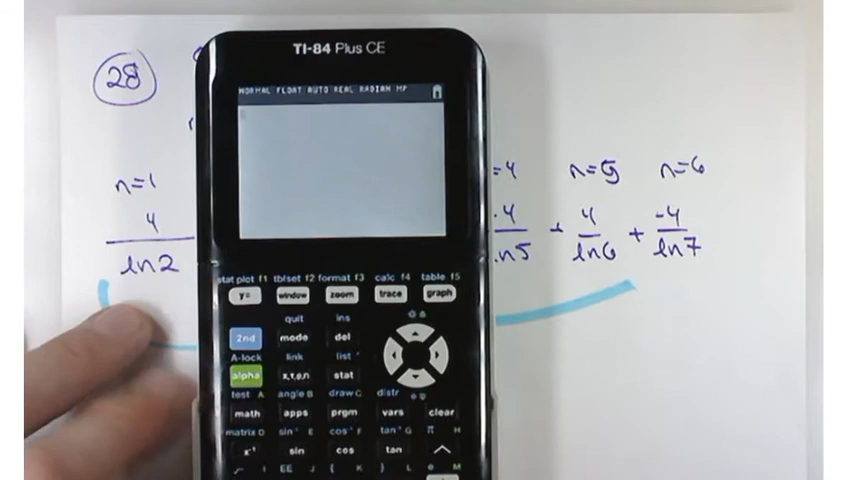 28
TI-84 Plus CE
NORMAL FLOAT AUTO REAL RADIAN MP
n=1 =4 n=5 n=6
4 -4 4 -4
ln2 ln5 + ln6 + ln7
stat plot f1 tblset f2 format f3 calc f4 table f5
y= window zoom trace graph
quit ins
2nd mode del
A-lock link list
alpha x,τ,θ,n stat
test A angle B draw C distr
math apps prgm vars clear
matrix D sin⁻¹ E cos⁻¹ F tan⁻¹ G π H
x⁻¹ sin cos tan ^
√ I EE J { K } L e M